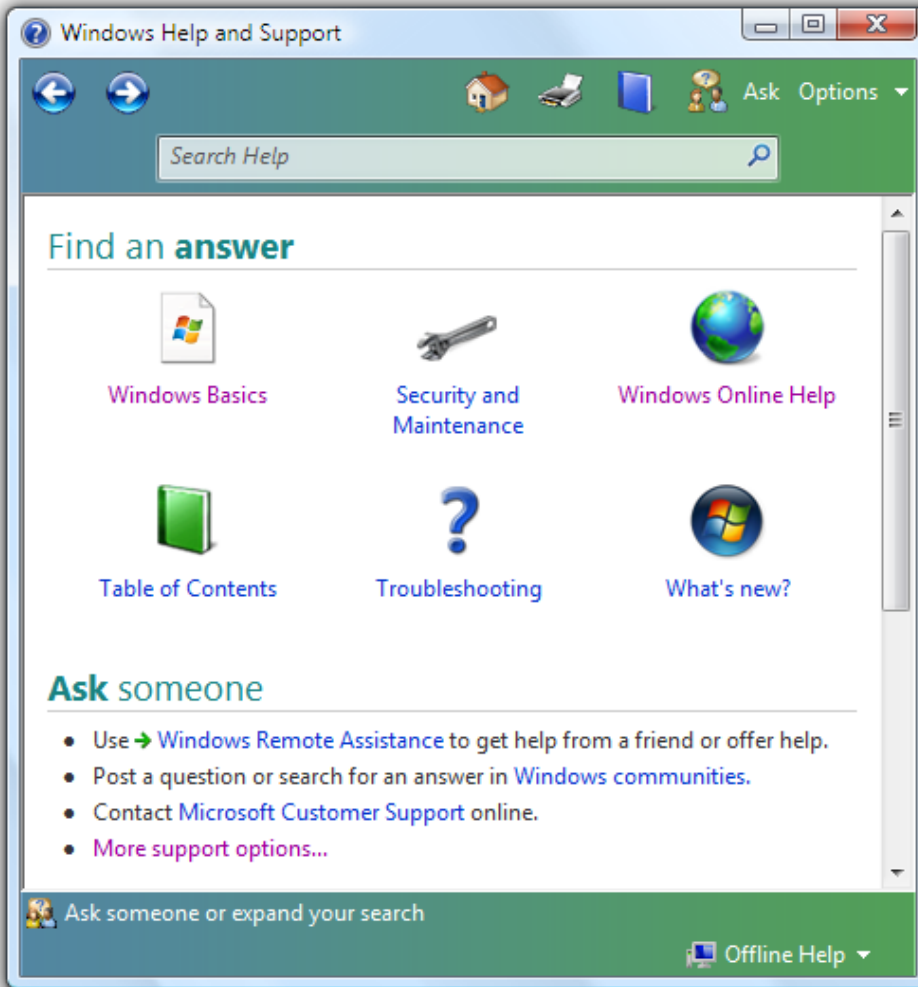 Windows Help and Support
Ask Options
Search Help
Find an answer
Windows Basics
Security and
Maintenance
Windows Online Help
Table of Contents
Troubleshooting
What's new?
Ask someone
Use Windows Remote Assistance to get help from a friend or offer help.
Post a question or search for an answer in Windows communities.
Contact Microsoft Customer Support online.
More support options...
Ask someone or expand your search
Offline Help